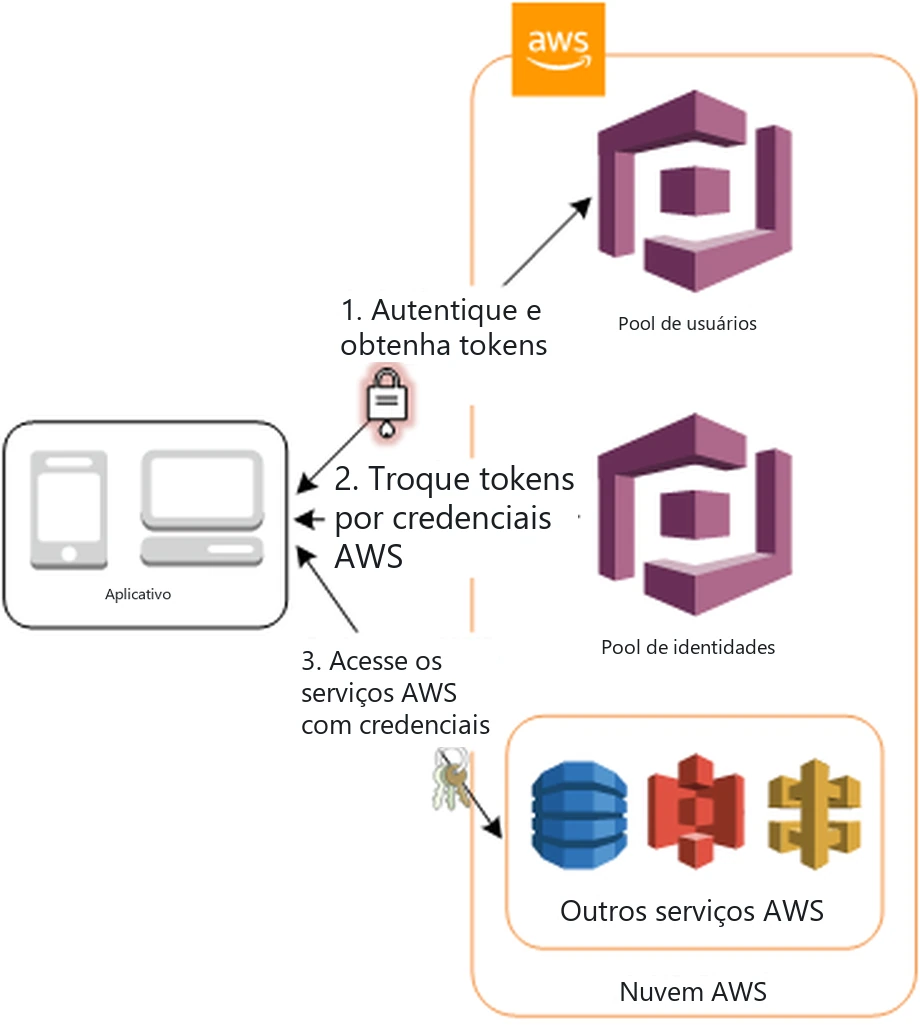 aws
1. Autentique e
obtenha tokens
Pool de usuários
2. Troque tokens
por credenciais
AWS
Aplicativo
Pool de identidades
3. Acesse os
serviços AWS
com credenciais
Outros serviços AWS
Nuvem AWS